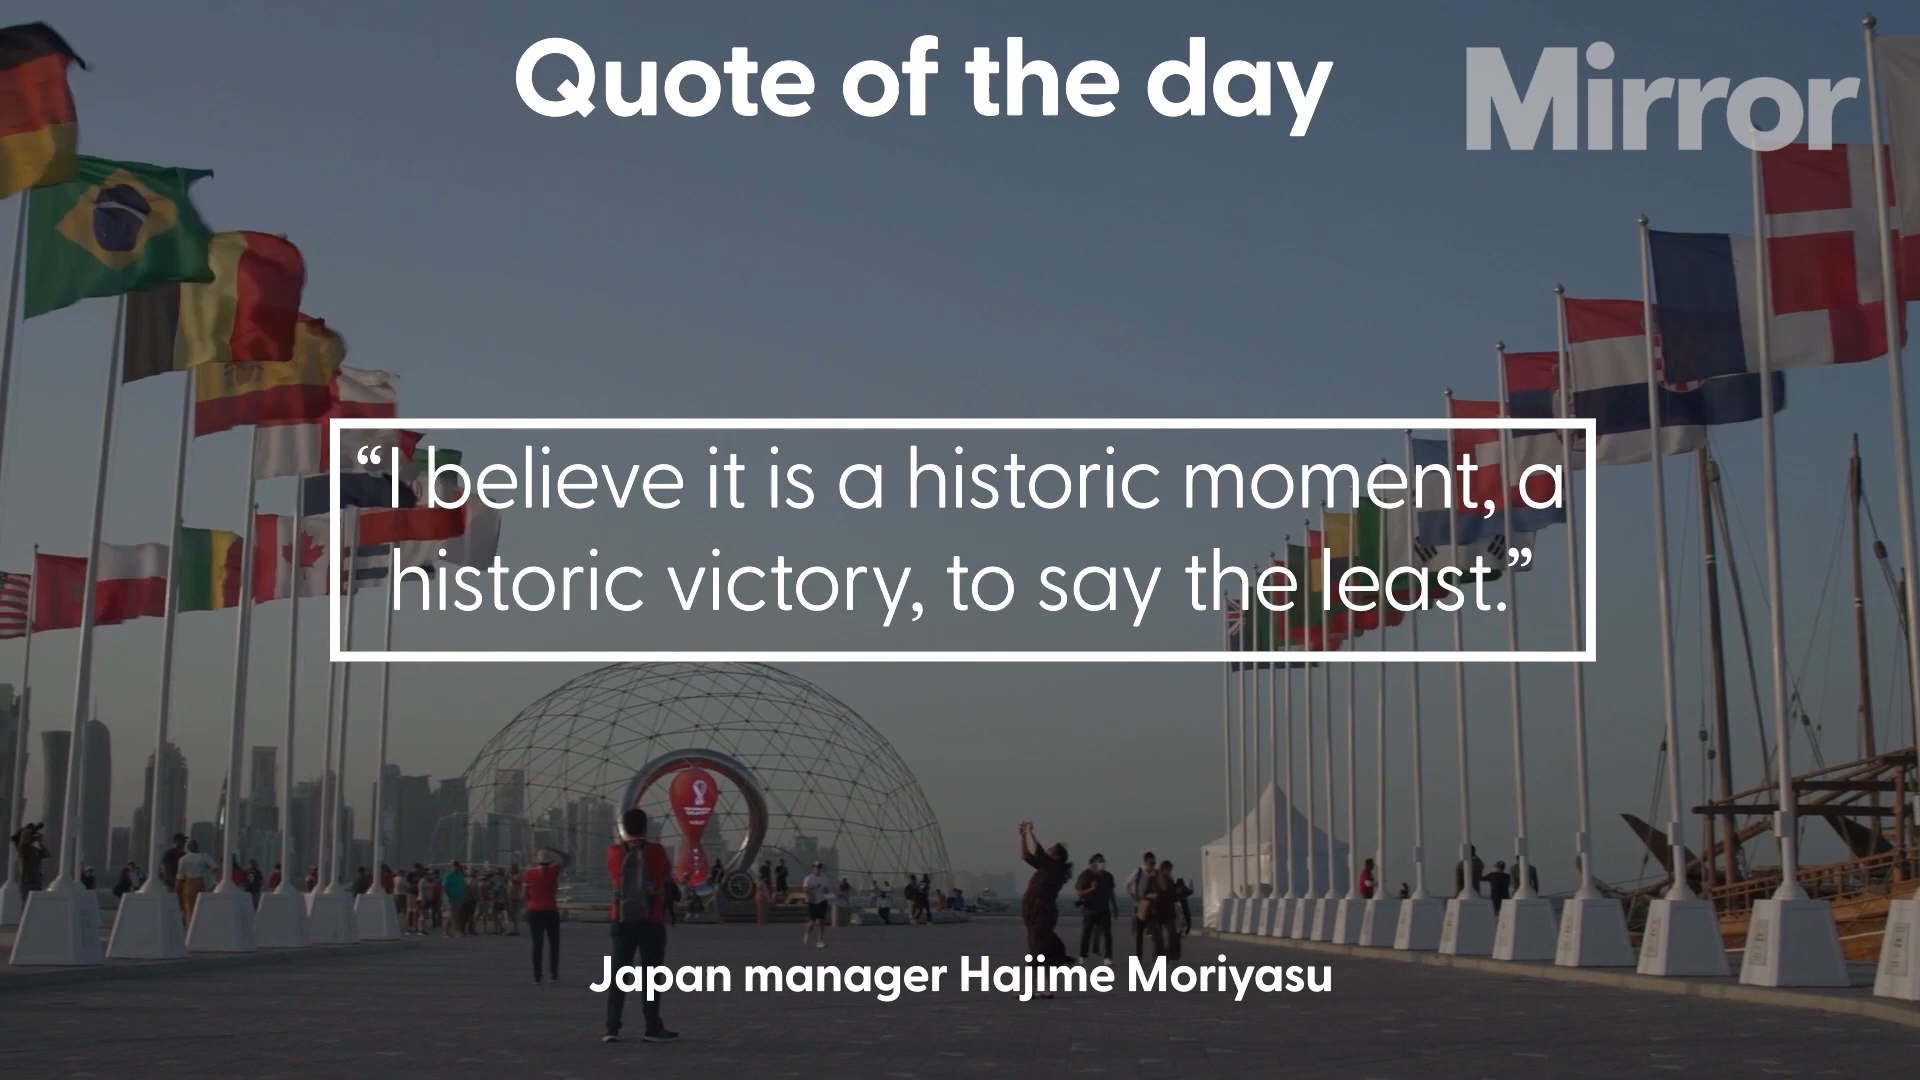 Quote of the day
Mirror
“I believe it is a historic moment, a
historic victory, to say the least.”
Japan manager Hajime Moriyasu